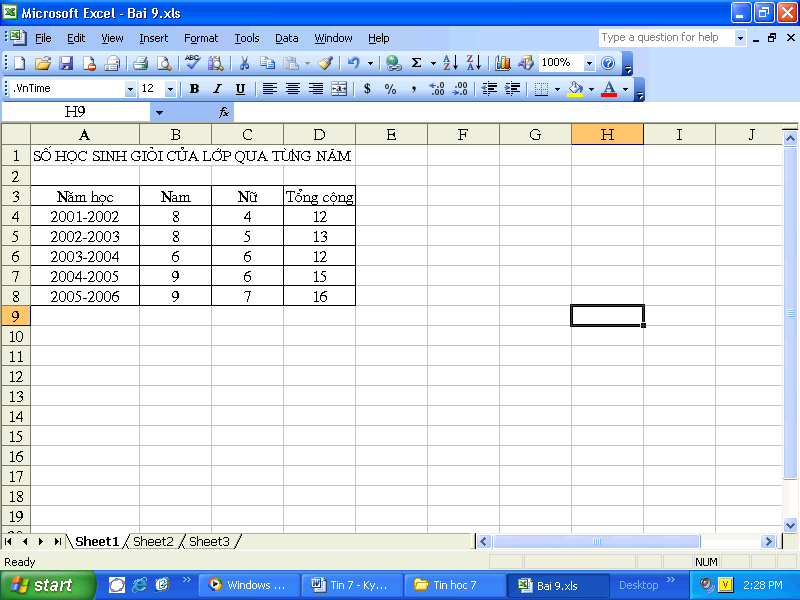 Microsoft Excel - Bai 9.xls
File Edit View Insert Format Tools Data Window Help Type a question for help
100%
.VnTime 12 B I U $ % ,
H9 fx
A B C D E F G H I J
1 SỐ HỌC SINH GIỎI CỦA LỚP QUA TỪNG NĂM
2
3 Năm học Nam Nữ Tổng cộng
4 2001-2002 8 4 12
5 2002-2003 8 5 13
6 2003-2004 6 6 12
7 2004-2005 9 6 15
8 2005-2006 9 7 16
9
10
11
12
13
14
15
16
17
18
19
Sheet1 Sheet2 Sheet3
Ready NUM
start Windows ... Tin 7 - Ky... Tin hoc 7 Bai 9.xls Desktop » V 2:28 PM